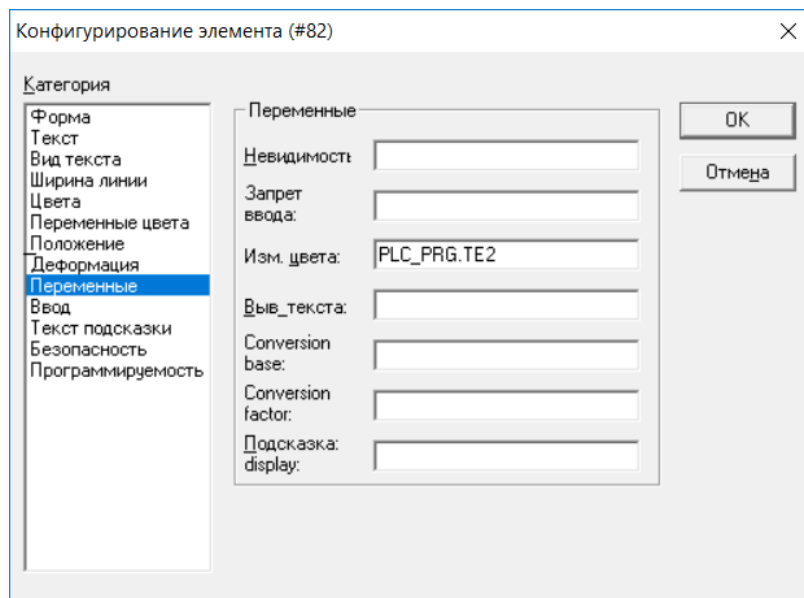 Конфигурирование элемента (#82)
Категория
Форма
Текст
Вид текста
Ширина линии
Цвета
Переменные цвета
Положение
Деформация
Переменные
Ввод
Текст подсказки
Безопасность
Программируемость
Переменные
Невидимость
Запрет
ввода:
Изм. цвета:
PLC_PRG.TE2
Выв_текста:
Conversion
base:
Conversion
factor:
Подсказка:
display:
OK
Отмена